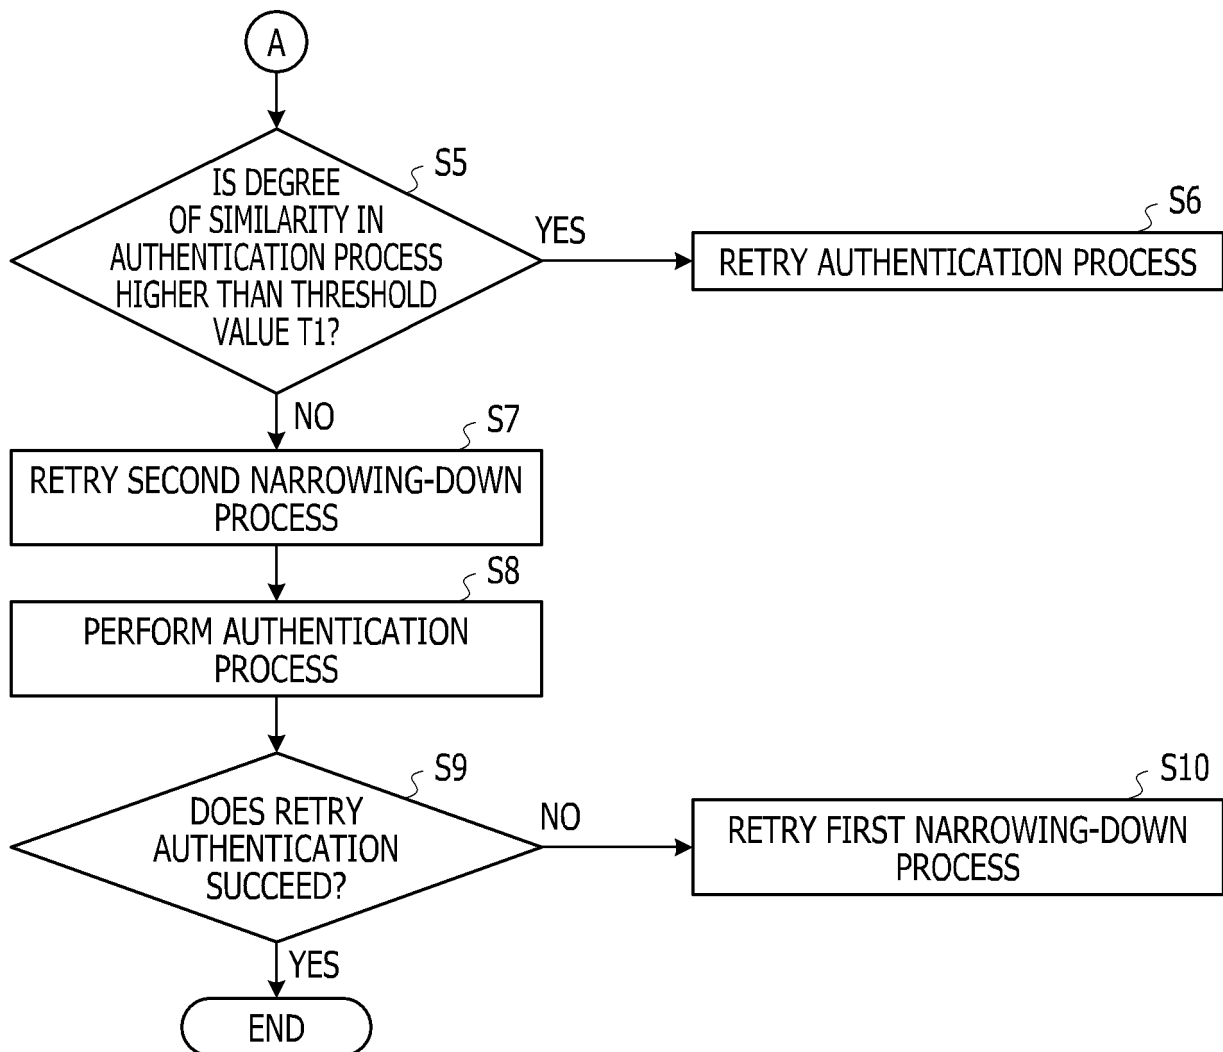 A
S5
IS DEGREE
OF SIMILARITY IN
AUTHENTICATION PROCESS
HIGHER THAN THRESHOLD
VALUE T1?
YES
S6
RETRY AUTHENTICATION PROCESS
NO
S7
RETRY SECOND NARROWING-DOWN
PROCESS
S8
PERFORM AUTHENTICATION
PROCESS
S9
DOES RETRY
AUTHENTICATION
SUCCEED?
NO
S10
RETRY FIRST NARROWING-DOWN
PROCESS
YES
END